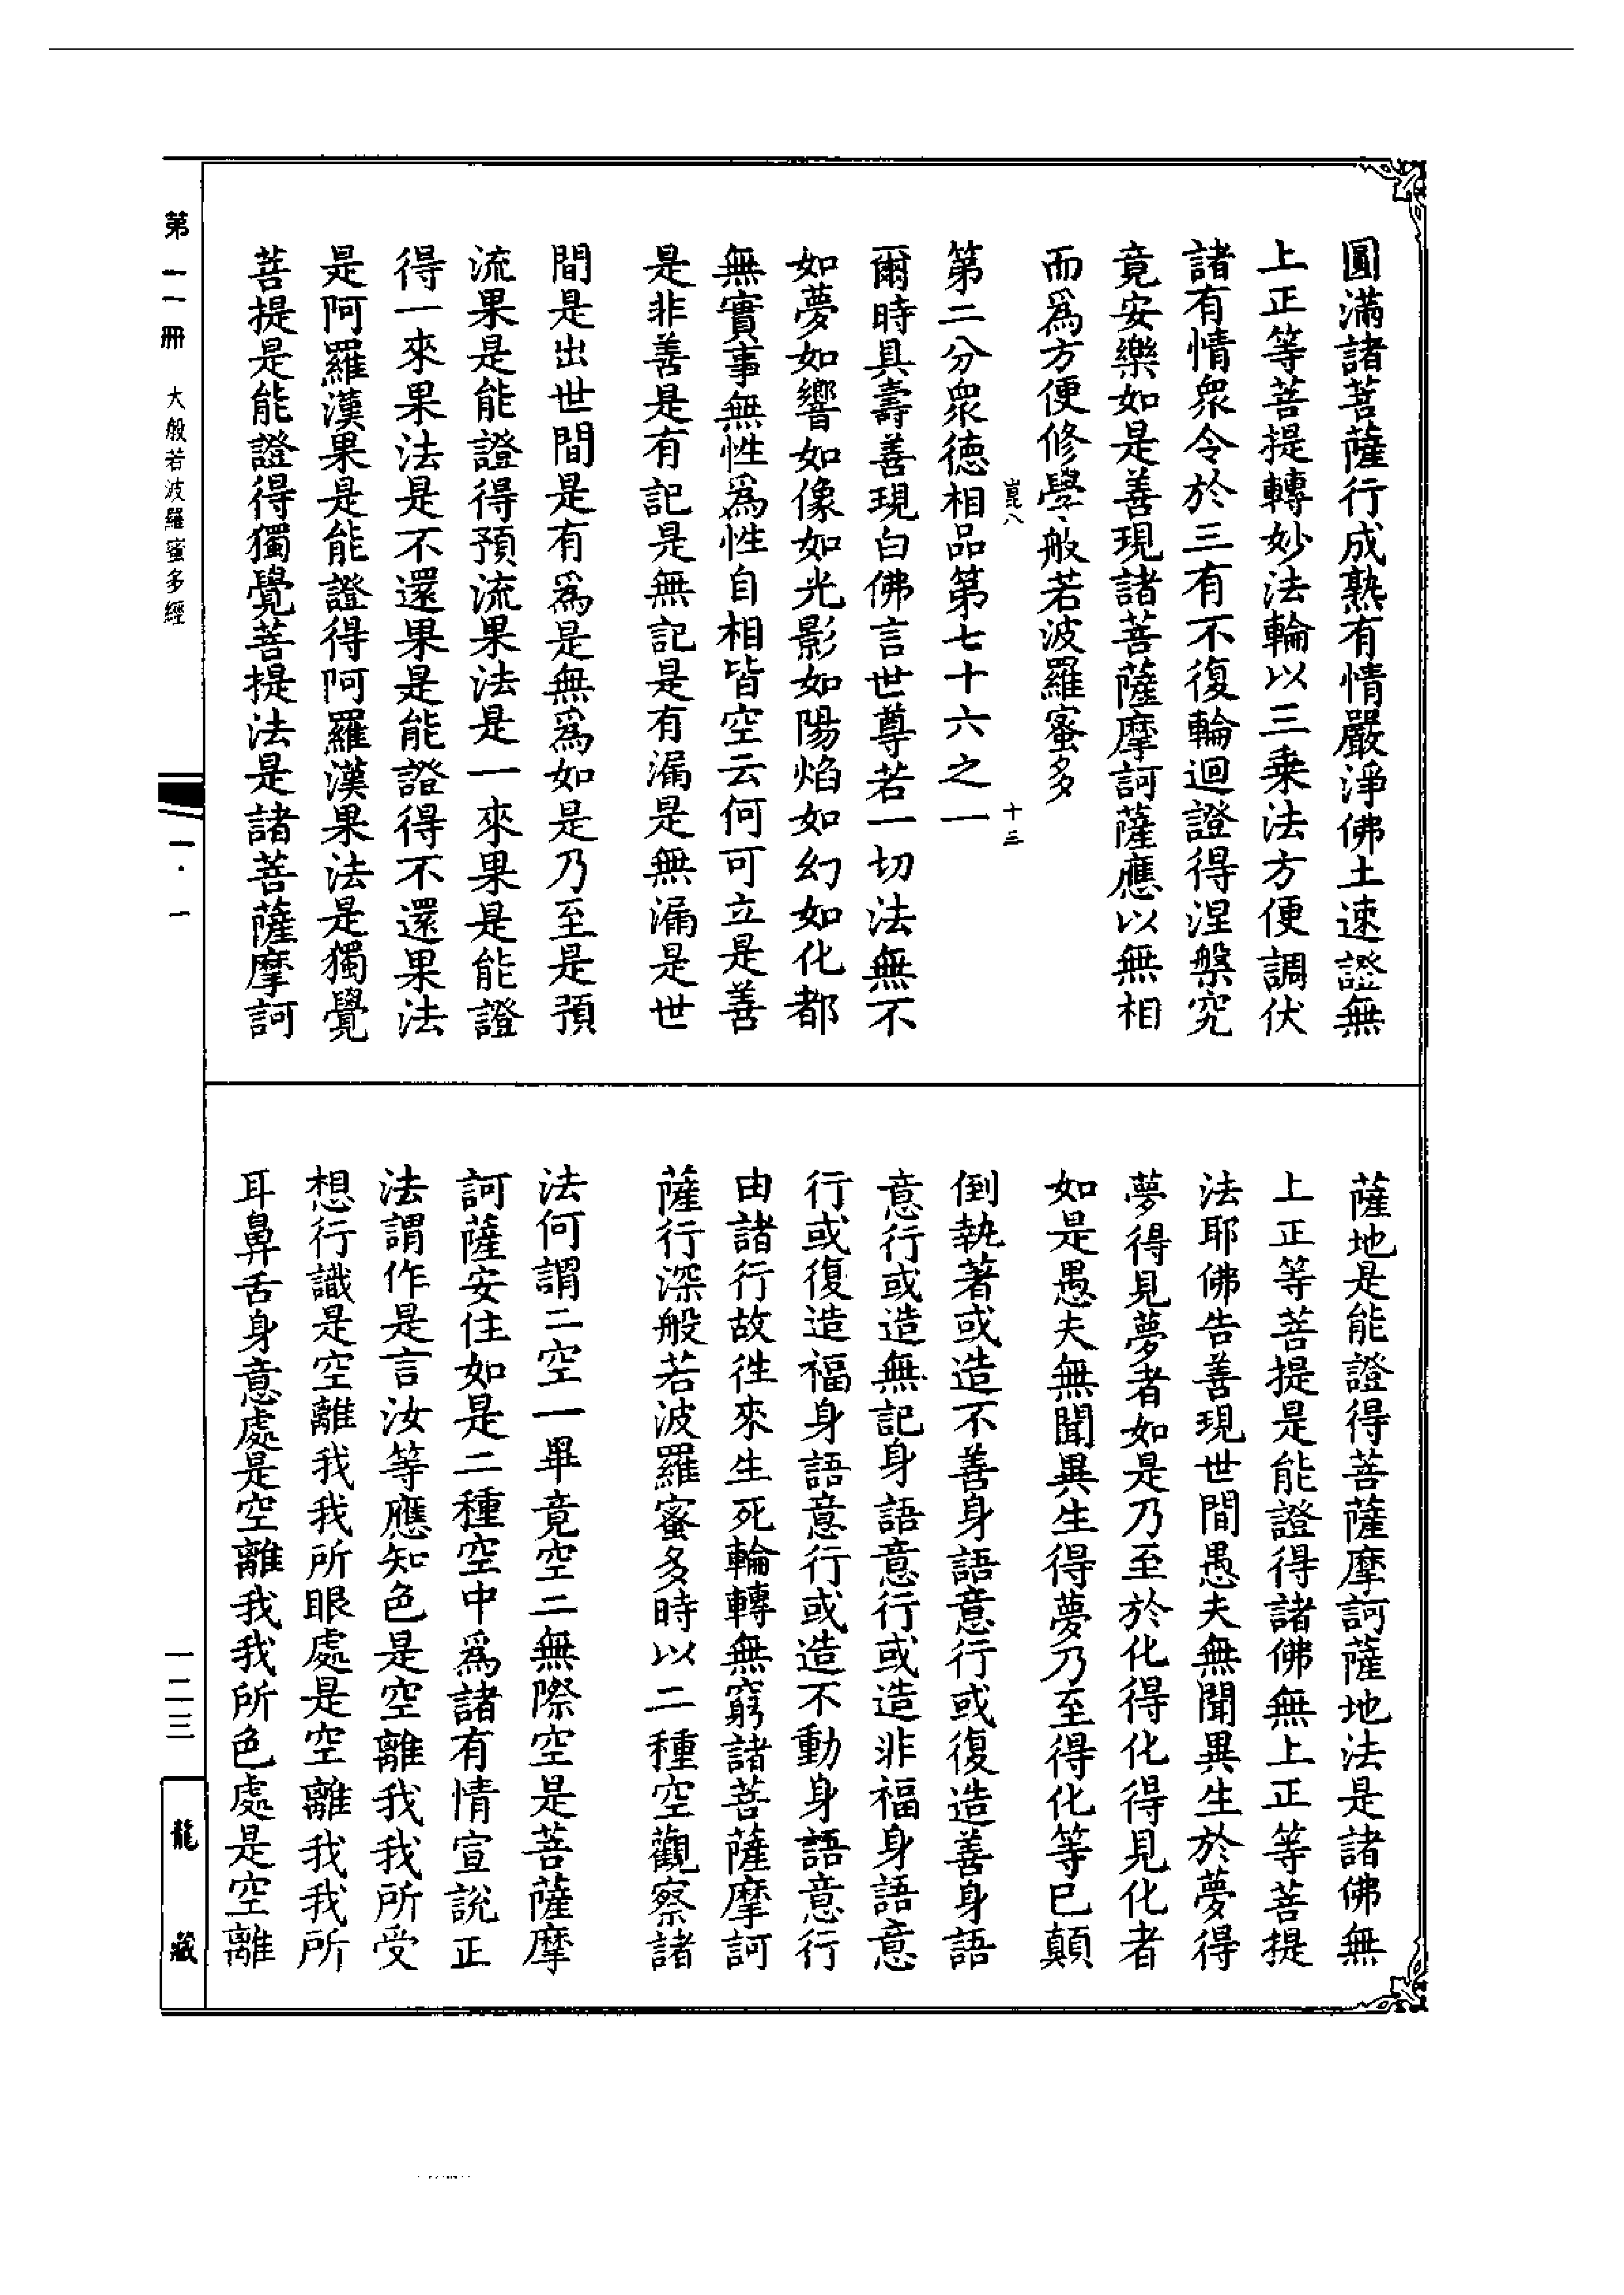 圓滿諸菩薩行成熟有情嚴淨佛土速證無
上正等菩提轉妙法輪以三乗法方便調伏
諸有情衆令於三有不復輪迴證得涅槃究
竟安樂如是善現諸菩薩摩訶薩應以無相
而爲方便修學般若波羅蜜多
崑八 十三
第二分衆德相品第七十六之一
爾時具壽善現白佛言世尊若一切法無不
如夢如響如像如光影如陽焰如幻如化都
無實事無性爲性自相皆空云何可立是善
是非善是有記是無記是有漏是無漏是世
間是出世間是有爲是無爲如是乃至是預
流果是能證得預流果法是一來果是能證
得一來果法是不還果是能證得不還果法
是阿羅漢果是能證得阿羅漢果法是獨覺
菩提是能證得獨覺菩提法是諸菩薩摩訶
薩地是能證得菩薩摩訶薩地法是諸佛無
上正等菩提是能證得諸佛無上正等菩提
法耶佛告善現世間愚夫無聞異生於夢得
夢得見夢者如是乃至於化得化得見化者
如是愚夫無聞異生得夢乃至得化等已顛
倒執著或造不善身語意行或復造善身語
意行或造無記身語意行或造非福身語意
行或復造福身語意行或造不動身語意行
由諸行故徃來生死輪轉無窮諸菩薩摩訶
薩行深般若波羅蜜多時以二種空觀察諸
法何謂二空一畢竟空二無際空是菩薩摩
訶薩安住如是二種空中爲諸有情宣説正
法謂作是言汝等應知色是空離我我所受
想行識是空離我我所眼處是空離我我所
耳鼻舌身意處是空離我我所色處是空離
第一一冊 大般若波羅蜜多經
一·一
一二三
龍藏